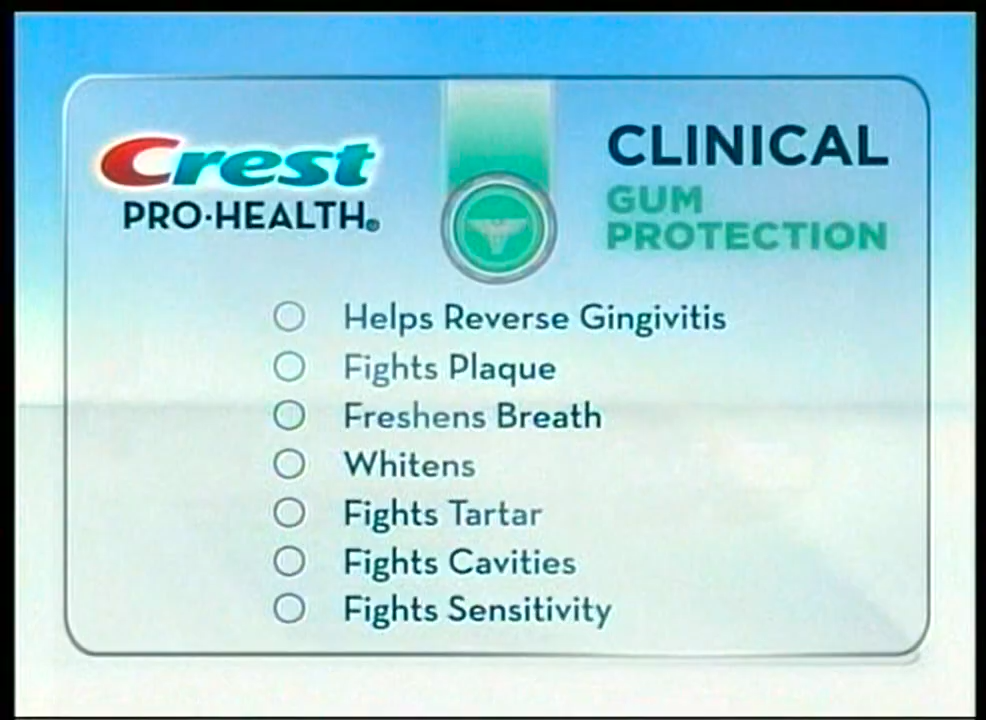 Crest
PRO·HEALTH®
CLINICAL
GUM
PROTECTION
Helps Reverse Gingivitis
Fights Plaque
Freshens Breath
Whitens
Fights Tartar
Fights Cavities
Fights Sensitivity